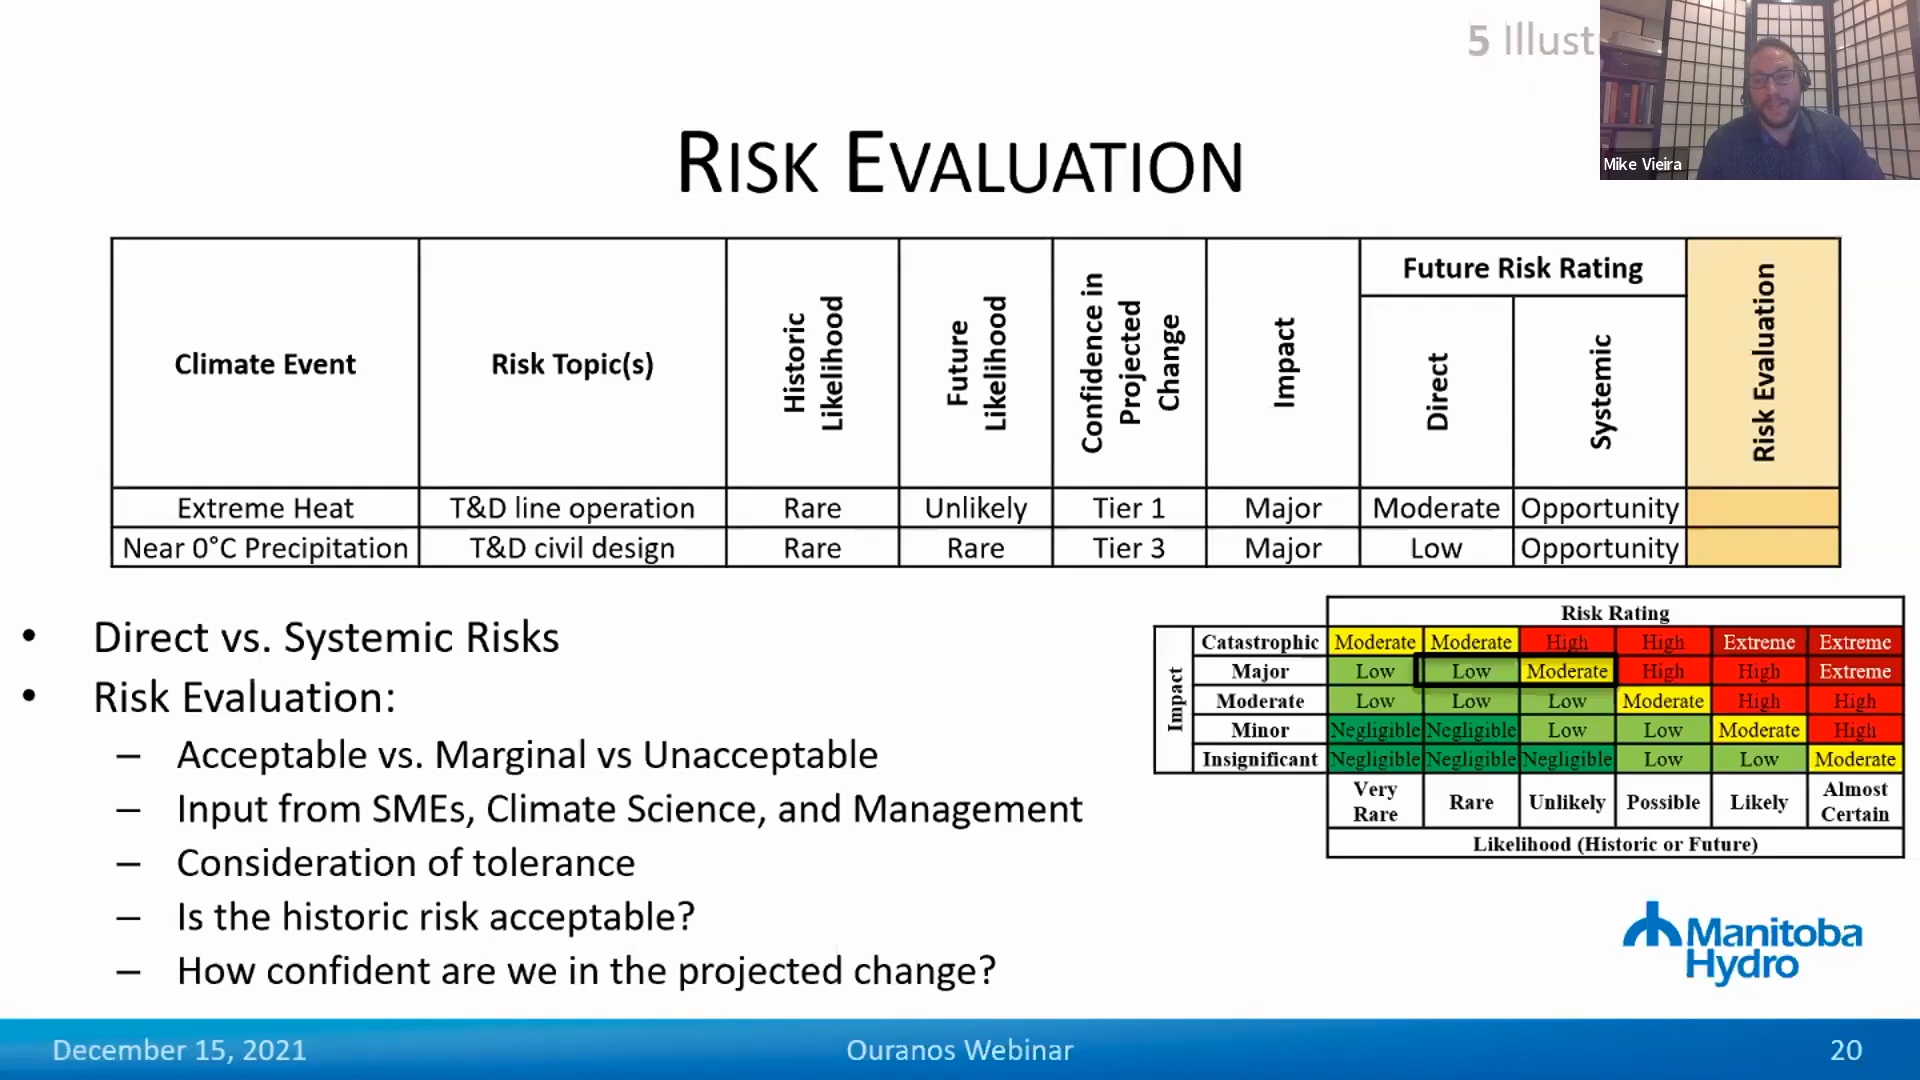 5 Illust
Mike Vieira
RISK EVALUATION
Climate Event
Risk Topic(s)
Historic
Likelihood
Future
Likelihood
Confidence in
Projected
Change
Impact
Future Risk Rating
Direct
Systemic
Risk Evaluation
Extreme Heat T&D line operation Rare Unlikely Tier 1 Major Moderate Opportunity
Near 0°C Precipitation T&D civil design Rare Rare Tier 3 Major Low Opportunity
• Direct vs. Systemic Risks
• Risk Evaluation:
– Acceptable vs. Marginal vs Unacceptable
– Input from SMEs, Climate Science, and Management
– Consideration of tolerance
– Is the historic risk acceptable?
– How confident are we in the projected change?
Risk Rating
Impact
Catastrophic Moderate Moderate High High Extreme Extreme
Major Low Low Moderate High High Extreme
Moderate Low Low Low Moderate High High
Minor Negligible Negligible Low Low Moderate High
Insignificant Negligible Negligible Negligible Low Low Moderate
Very Rare Rare Unlikely Possible Likely Almost Certain
Likelihood (Historic or Future)
Manitoba
Hydro
December 15, 2021 Ouranos Webinar 20